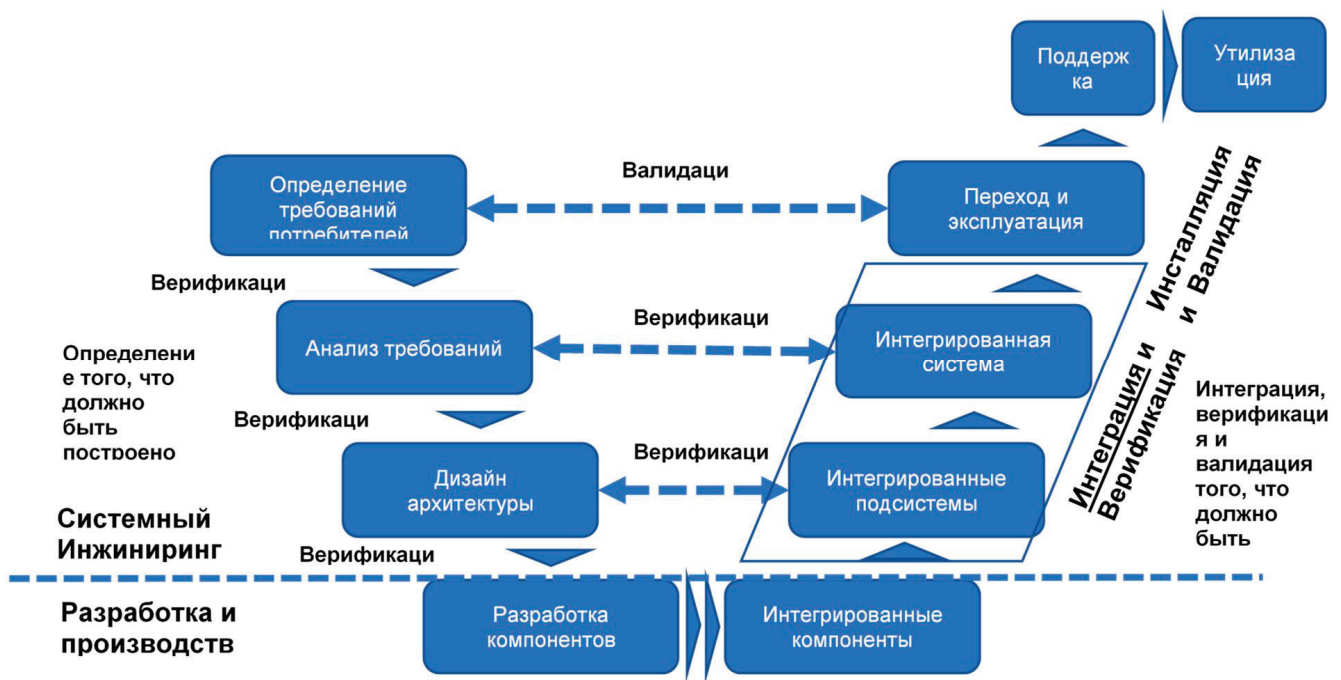 Поддерж
ка
Утилиза
ция
Определение
требований
потребителей
Валидаци
Переход и
эксплуатация
Инсталляция
и Валидация
Верификаци
Анализ требований
Верификаци
Интегрированная
система
Определени
е того, что
должно
быть
построено
Верификаци
Дизайн
архитектуры
Верификаци
Интегрированные
подсистемы
Интеграция и
Верификация
Интеграция,
верификаци
я и
валидация
того, что
должно
быть
Системный
Инжиниринг
Верификаци
Разработка и
производств
Разработка
компонентов
Интегрированные
компоненты